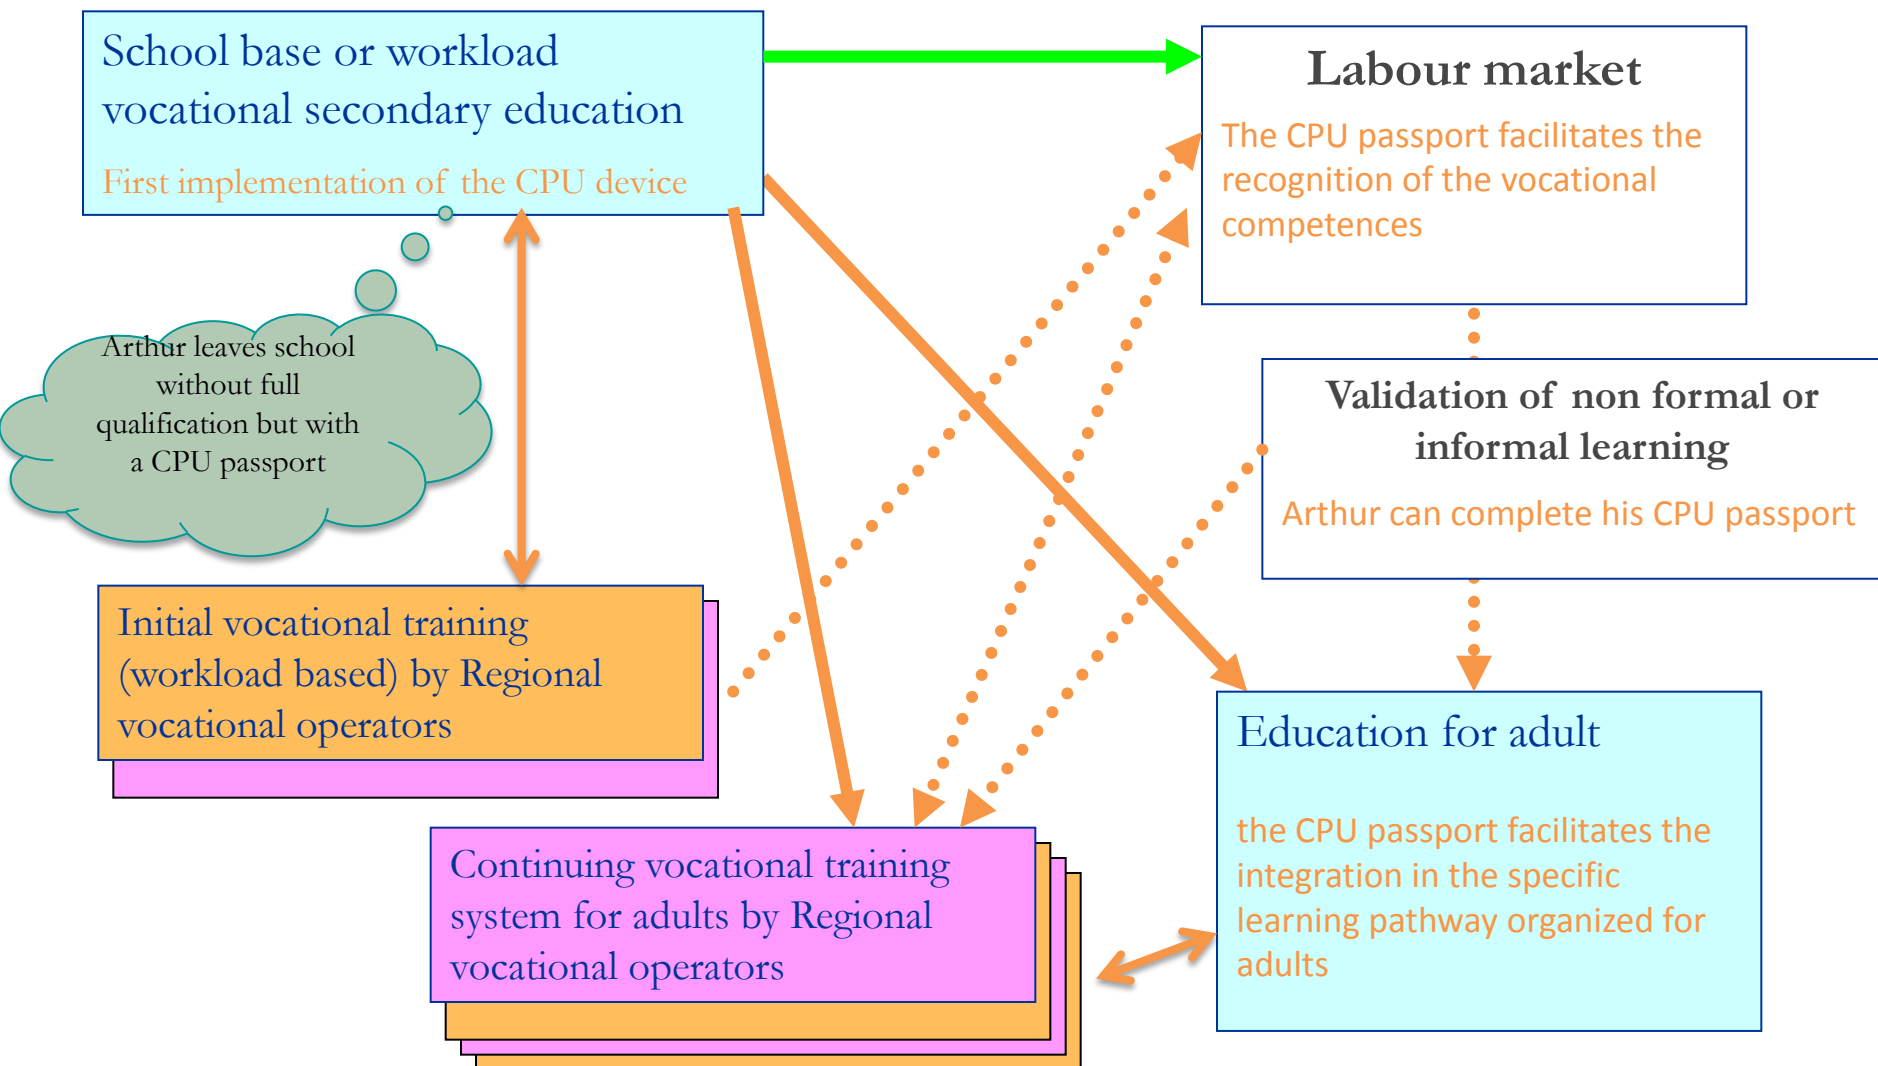 School base or workload
vocational secondary education
First implementation of the CPU device
Labour market
The CPU passport facilitates the
recognition of the vocational
competences
Arthur leaves school
without full
qualification but with
a CPU passport
Validation of non formal or
informal learning
Arthur can complete his CPU passport
Initial vocational training
(workload based) by Regional
vocational operators
Continuing vocational training
system for adults by Regional
vocational operators
Education for adult
the CPU passport facilitates the
integration in the specific
learning pathway organized for
adults